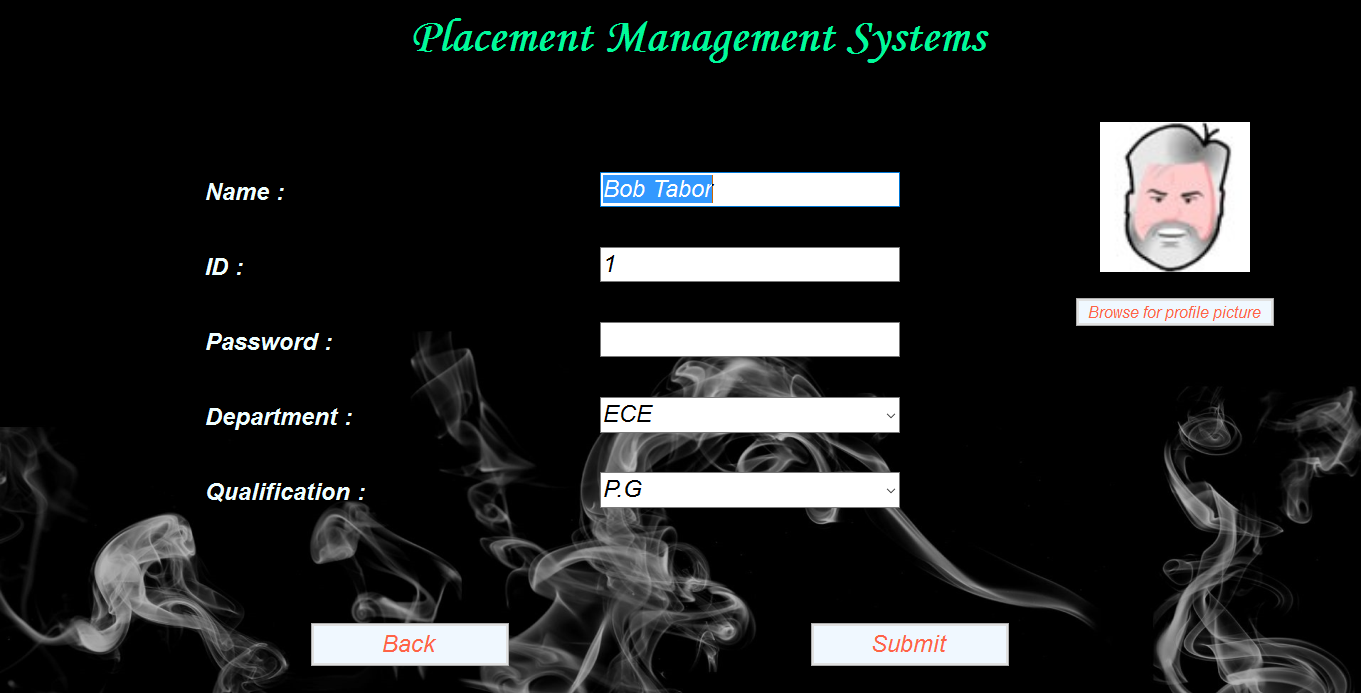 Placement Management Systems
Name :
Bob Tabor
ID :
1
Browse for profile picture
Password :
Department :
ECE
Qualification :
P.G
Back
Submit